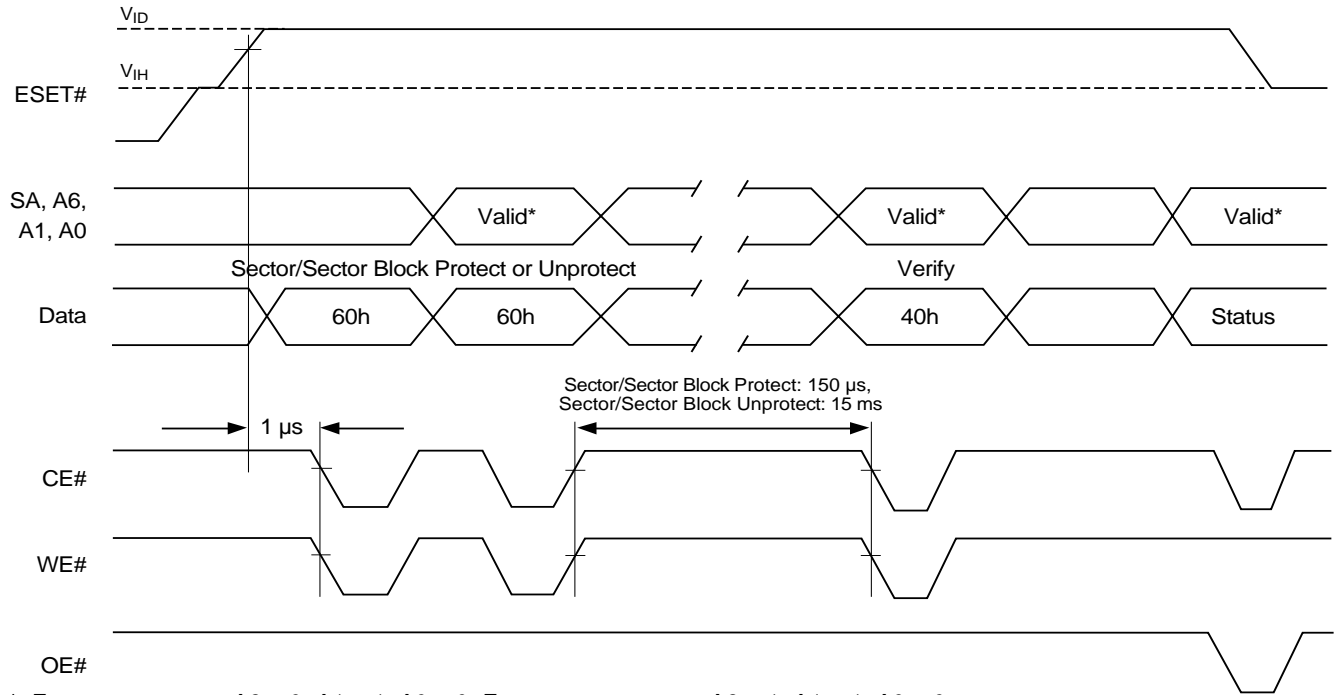 VID
VIH
ESET#
SA, A6,
A1, A0
Valid*
Valid*
Valid*
Sector/Sector Block Protect or Unprotect
Verify
Data
60h
60h
40h
Status
Sector/Sector Block Protect: 150 µs,
Sector/Sector Block Unprotect: 15 ms
1 µs
CE#
WE#
OE#